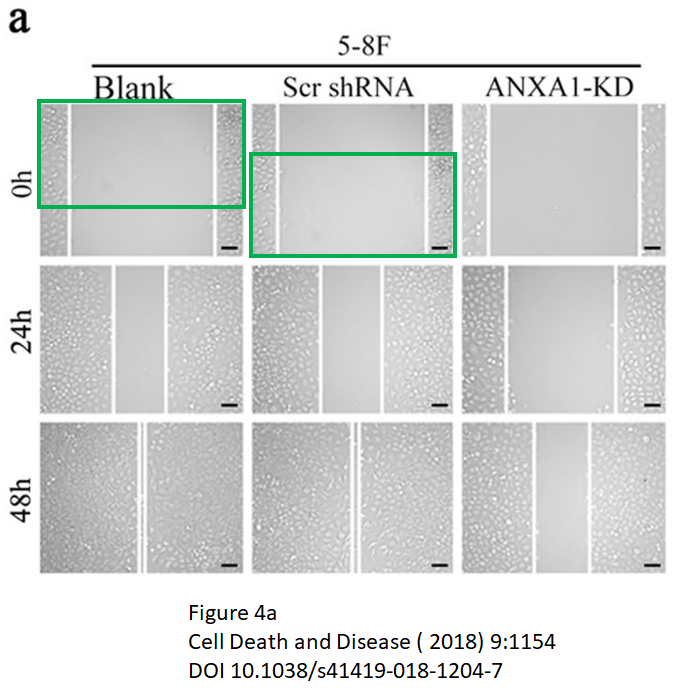 a
5-8F
Blank Scr shRNA ANXA1-KD
0h
24h
48h
Figure 4a
Cell Death and Disease ( 2018) 9:1154
DOI 10.1038/s41419-018-1204-7